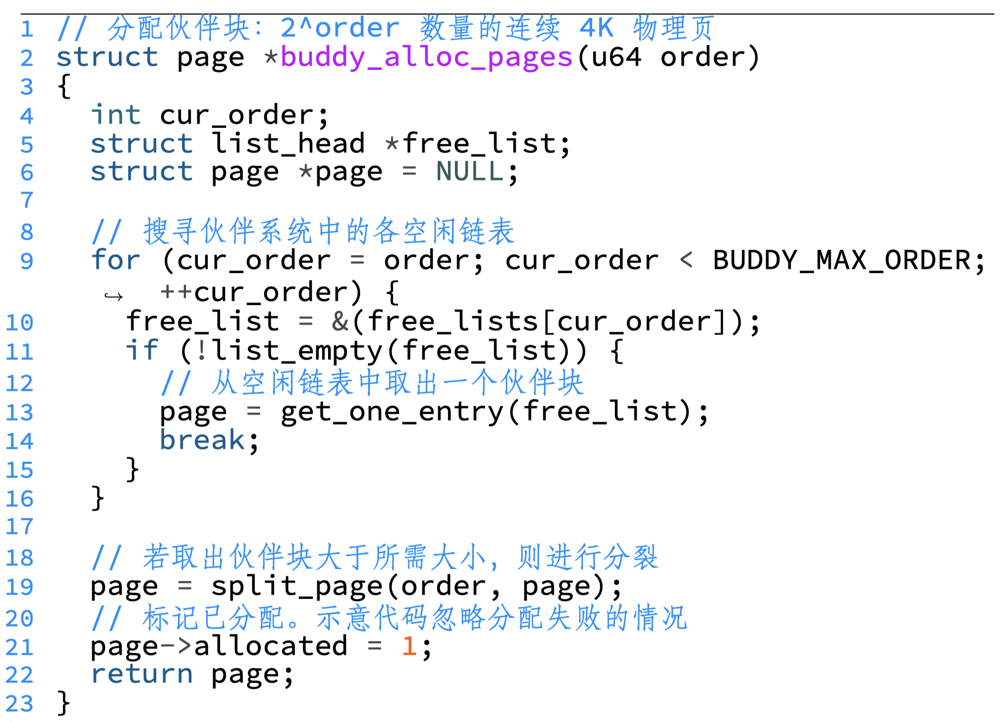 1 // 分配伙伴块：2^order 数量的连续 4K 物理页
2 struct page *buddy_alloc_pages(u64 order)
3 {
4   int cur_order;
5   struct list_head *free_list;
6   struct page *page = NULL;
7
8   // 搜寻伙伴系统中的各空闲链表
9   for (cur_order = order; cur_order < BUDDY_MAX_ORDER;
↪   ++cur_order) {
10     free_list = &(free_lists[cur_order]);
11     if (!list_empty(free_list)) {
12       // 从空闲链表中取出一个伙伴块
13       page = get_one_entry(free_list);
14       break;
15     }
16   }
17
18   // 若取出伙伴块大于所需大小，则进行分裂
19   page = split_page(order, page);
20   // 标记已分配。示意代码忽略分配失败的情况
21   page->allocated = 1;
22   return page;
23 }